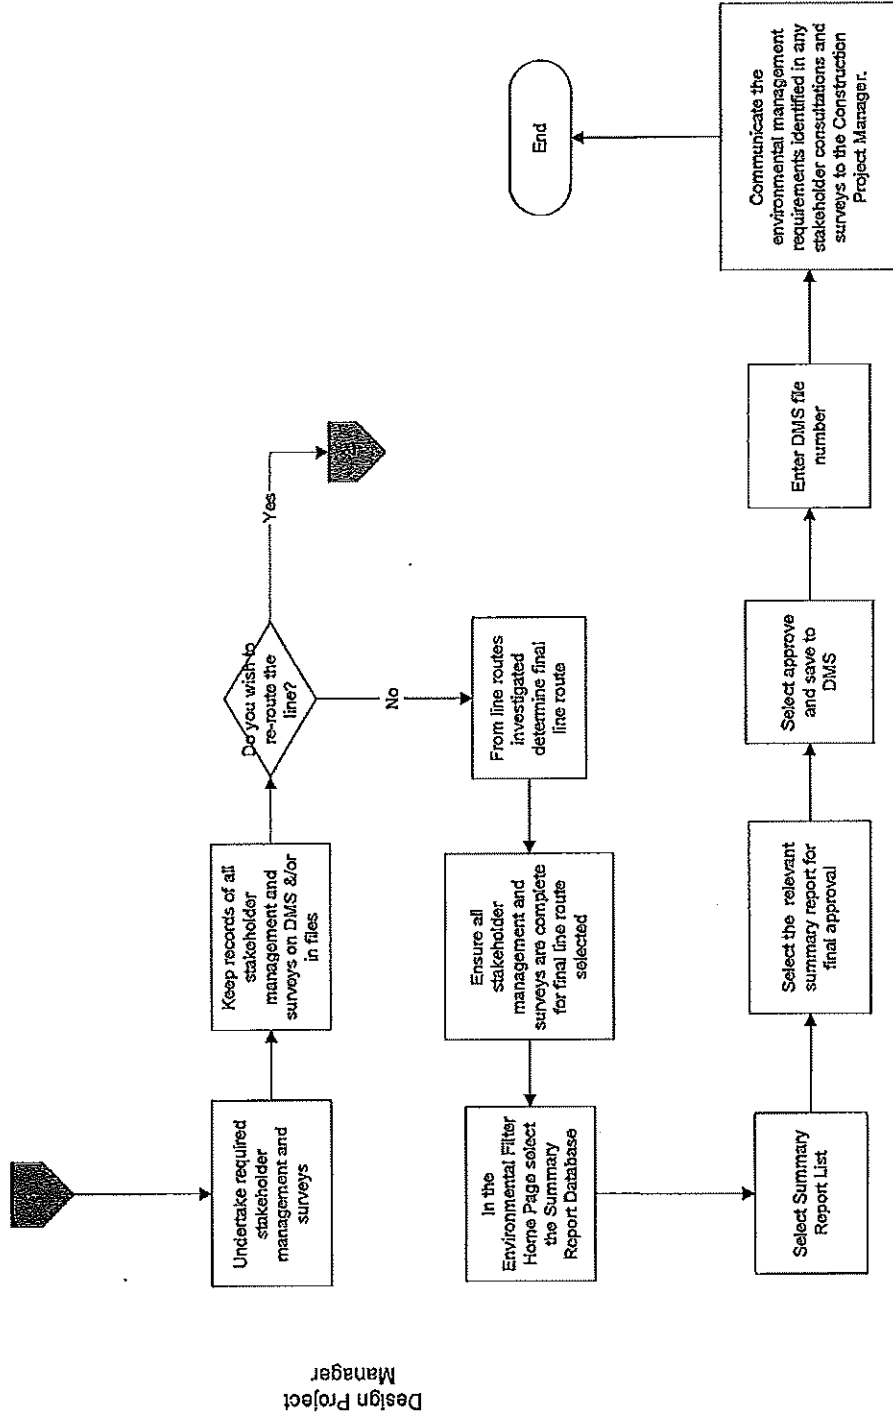 Design Project
Manager
Undertake required
stakeholder
management and
surveys
Keep records of all
stakeholder
management and
surveys on DMS &/or
in files
Do you wish to
re-route the
line?
Yes
No
From line routes
investigated
determine final
line route
Ensure all
stakeholder
management and
surveys are complete
for final line route
selected
In the
Environmental Filter
Home Page select
the Summary
Report Database
Select Summary
Report List
Select the relevant
summary report for
final approval
Select approve
and save to
DMS
Enter DMS file
number
Communicate the
environmental management
requirements identified in any
stakeholder consultations and
surveys to the Construction
Project Manager.
End